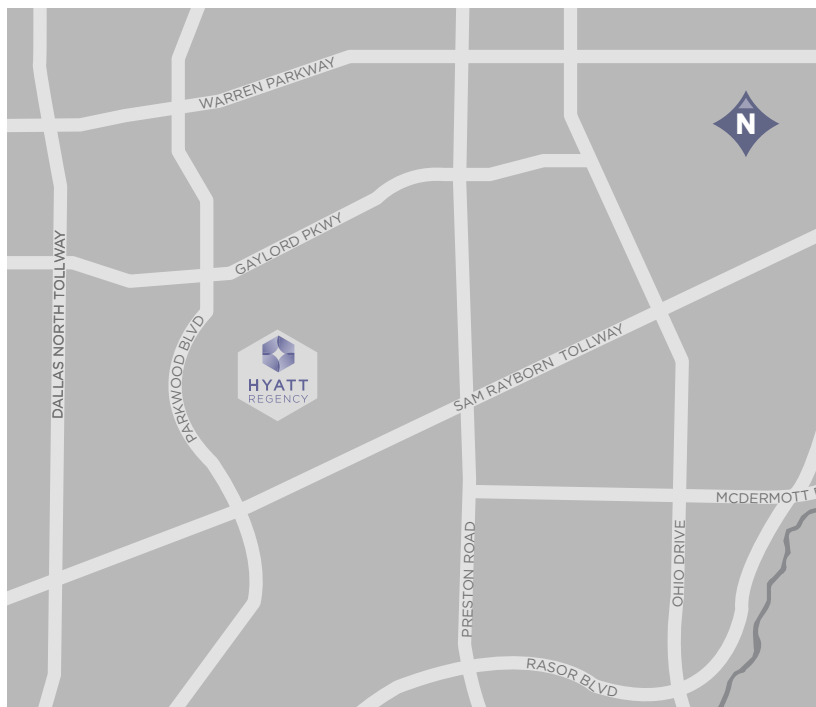 WARREN PARKWAY
N
GAYLORD PKWY
DALLAS NORTH TOLLWAY
PARKWOOD BLVD
HYATT
REGENCY
SAM RAYBORN TOLLWAY
MCDERMOTT
PRESTON ROAD
OHIO DRIVE
RASOR BLVD